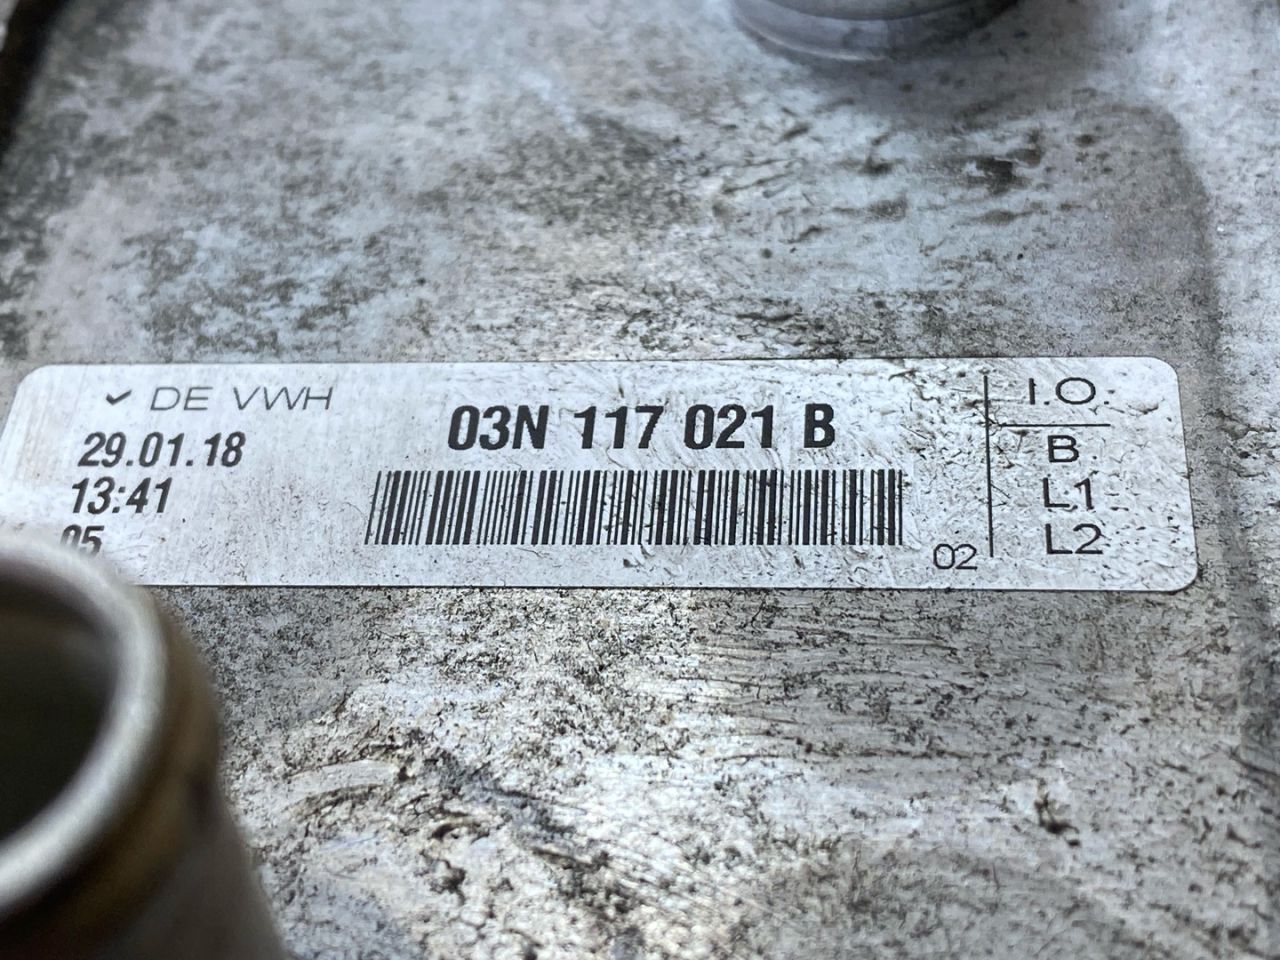 ✓ DE VWH
29.01.18
13:41
05
03N 117 021 B
02
I.O.
B
L1
L2